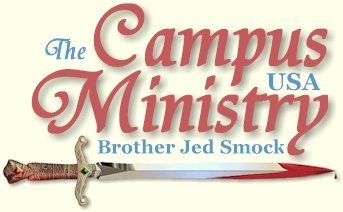 The Campus
USA
Ministry
Brother Jed Smock